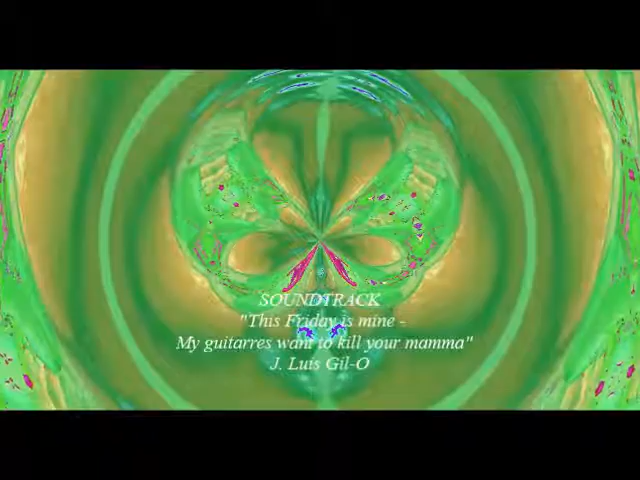 SOUNDTRACK
"This Friday is mine -
My guitarres want to kill your mamma"
J. Luis Gil-O